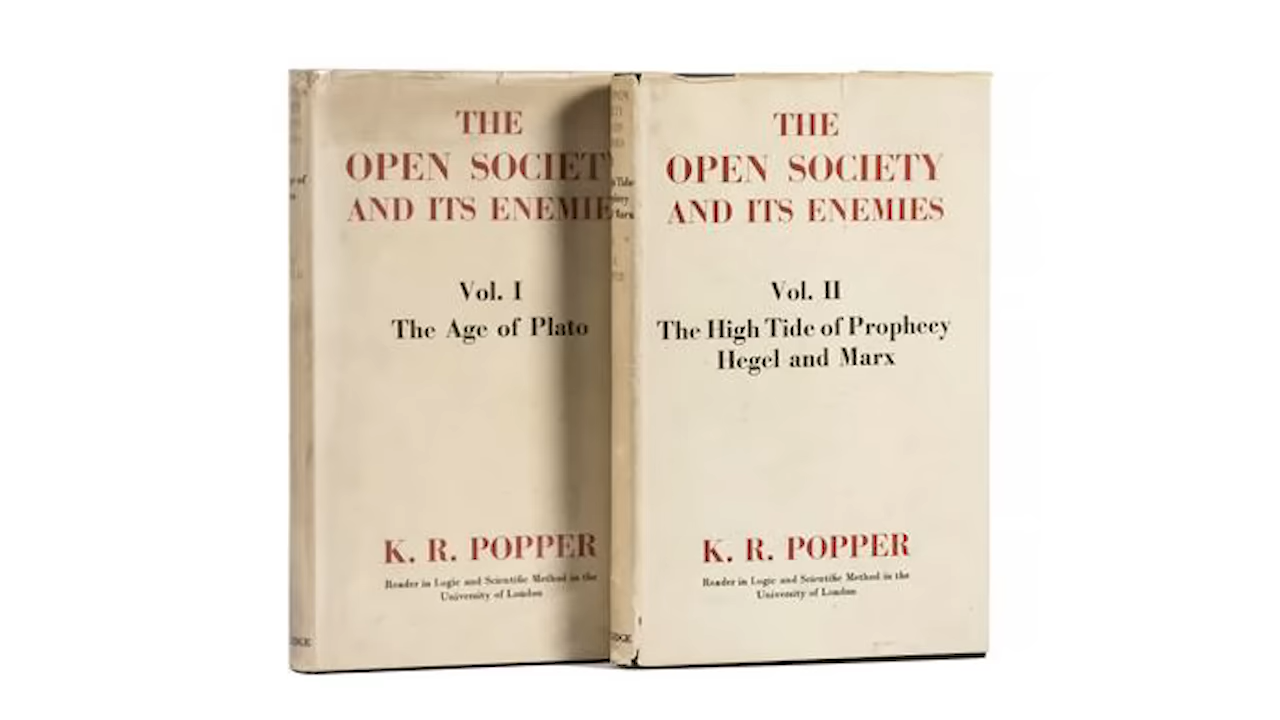 THE
OPEN SOCIET
AND ITS ENEMIE
Vol. I
The Age of Plato
K. R. POPPER
Reader in Logic and Scientific Method in the
University of London
THE
OPEN SOCIETY
AND ITS ENEMIES
Vol. II
The High Tide of Prophecy
Hegel and Marx
K. R. POPPER
Reader in Logic and Scientific Method in the
University of London